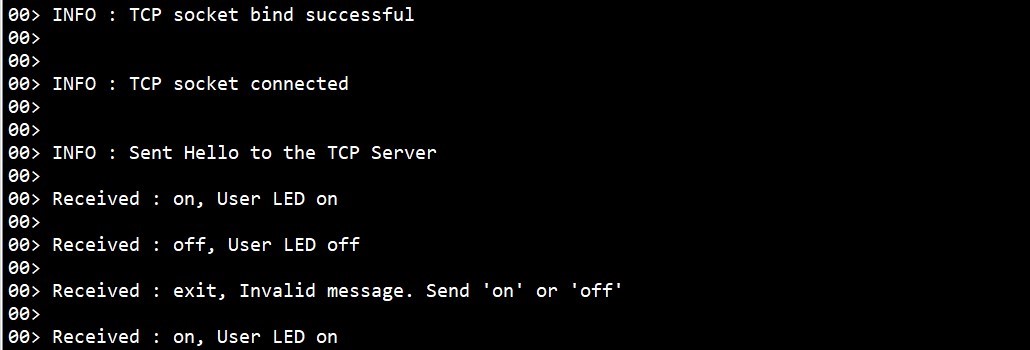 00> INFO : TCP socket bind successful
00>
00>
00> INFO : TCP socket connected
00>
00>
00> INFO : Sent Hello to the TCP Server
00>
00> Received : on, User LED on
00>
00> Received : off, User LED off
00>
00> Received : exit, Invalid message. Send 'on' or 'off'
00>
00> Received : on, User LED on